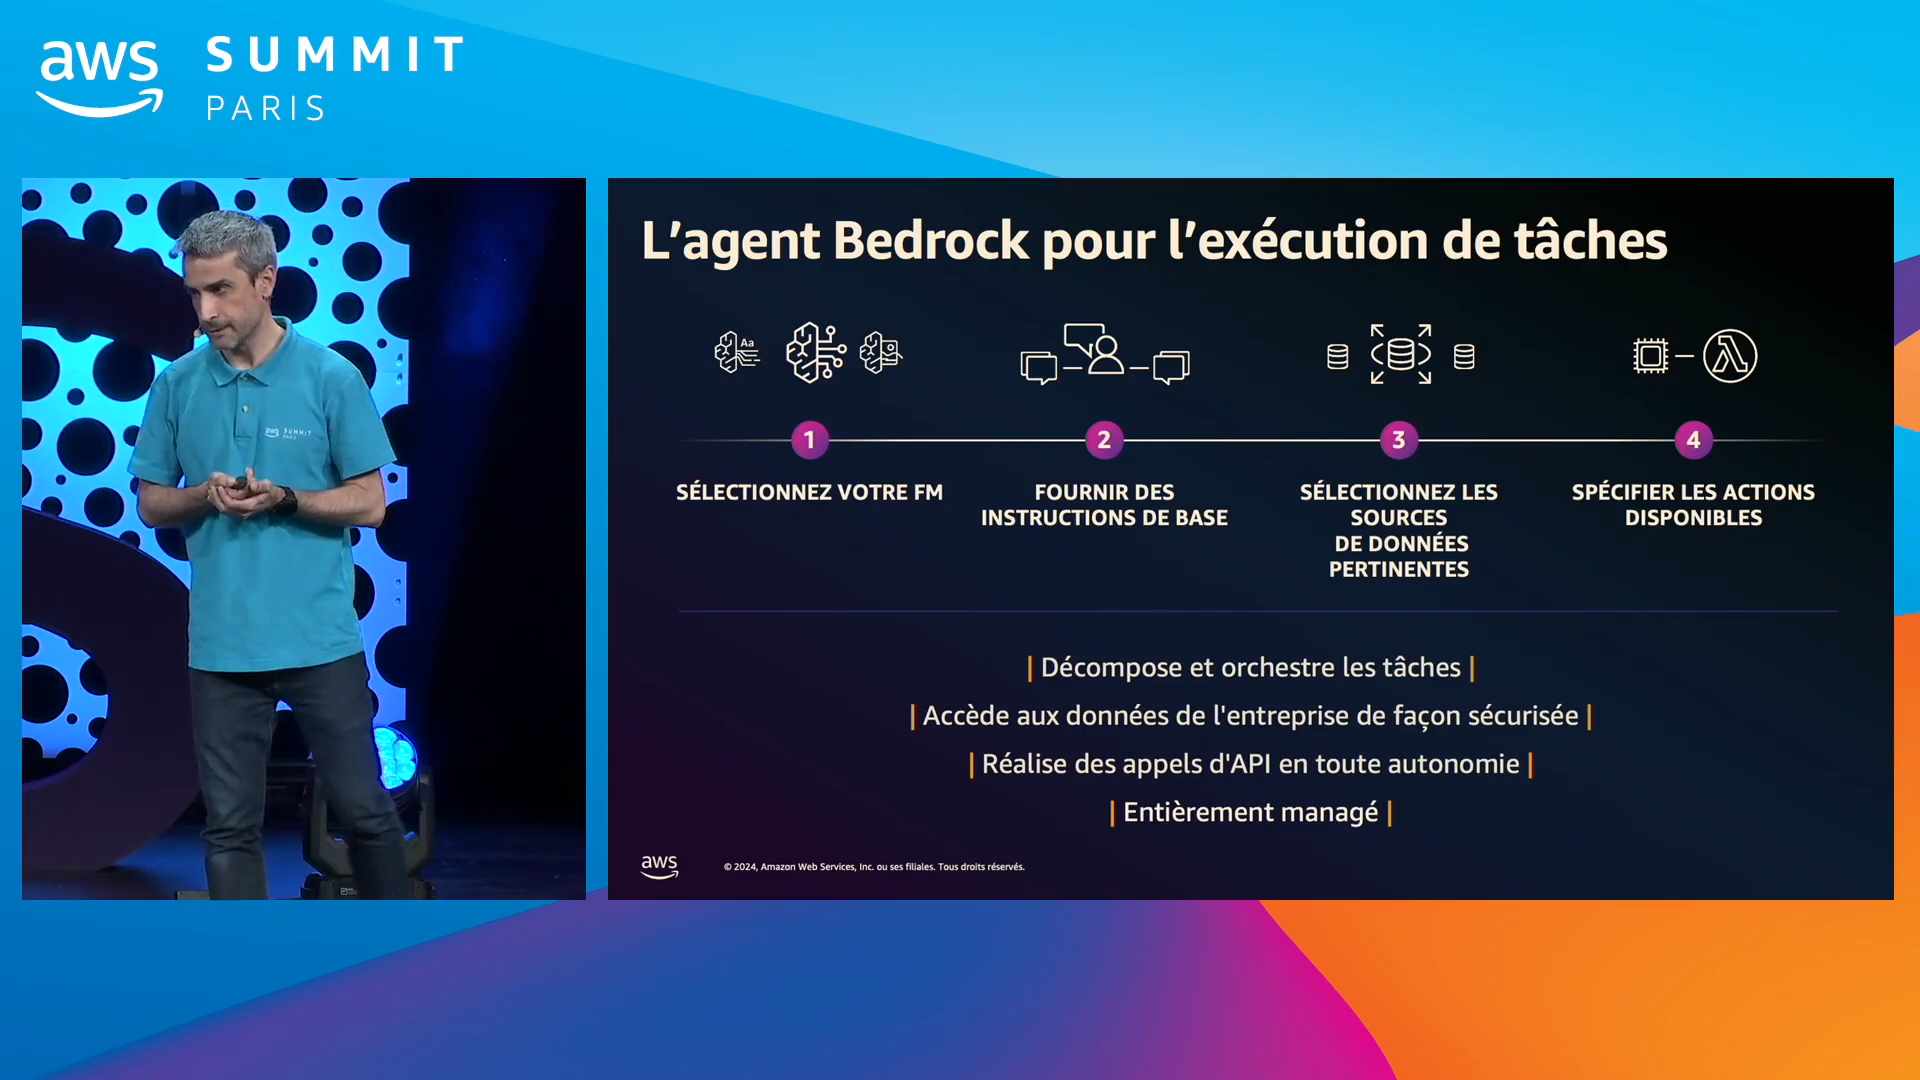 aws SUMMIT
PARIS
aws SUMMIT
PARIS
L’agent Bedrock pour l’exécution de tâches
Aa
1
2
3
4
SÉLECTIONNEZ VOTRE FM
FOURNIR DES
INSTRUCTIONS DE BASE
SÉLECTIONNEZ LES
SOURCES
DE DONNÉES
PERTINENTES
SPÉCIFIER LES ACTIONS
DISPONIBLES
| Décompose et orchestre les tâches |
| Accède aux données de l'entreprise de façon sécurisée |
| Réalise des appels d'API en toute autonomie |
| Entièrement managé |
aws
© 2024, Amazon Web Services, Inc. ou ses filiales. Tous droits réservés.